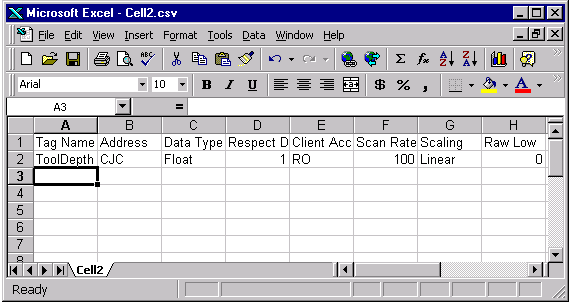 Microsoft Excel - Cell2.csv
File Edit View Insert Format Tools Data Window Help
Arial 10 B I U $ % ,
A3 =
A B C D E F G H
1 Tag Name Address Data Type Respect D Client Acc Scan Rate Scaling Raw Low
2 ToolDepth CJC Float 1 RO 100 Linear 0
3
4
5
6
7
8
Cell2
Ready